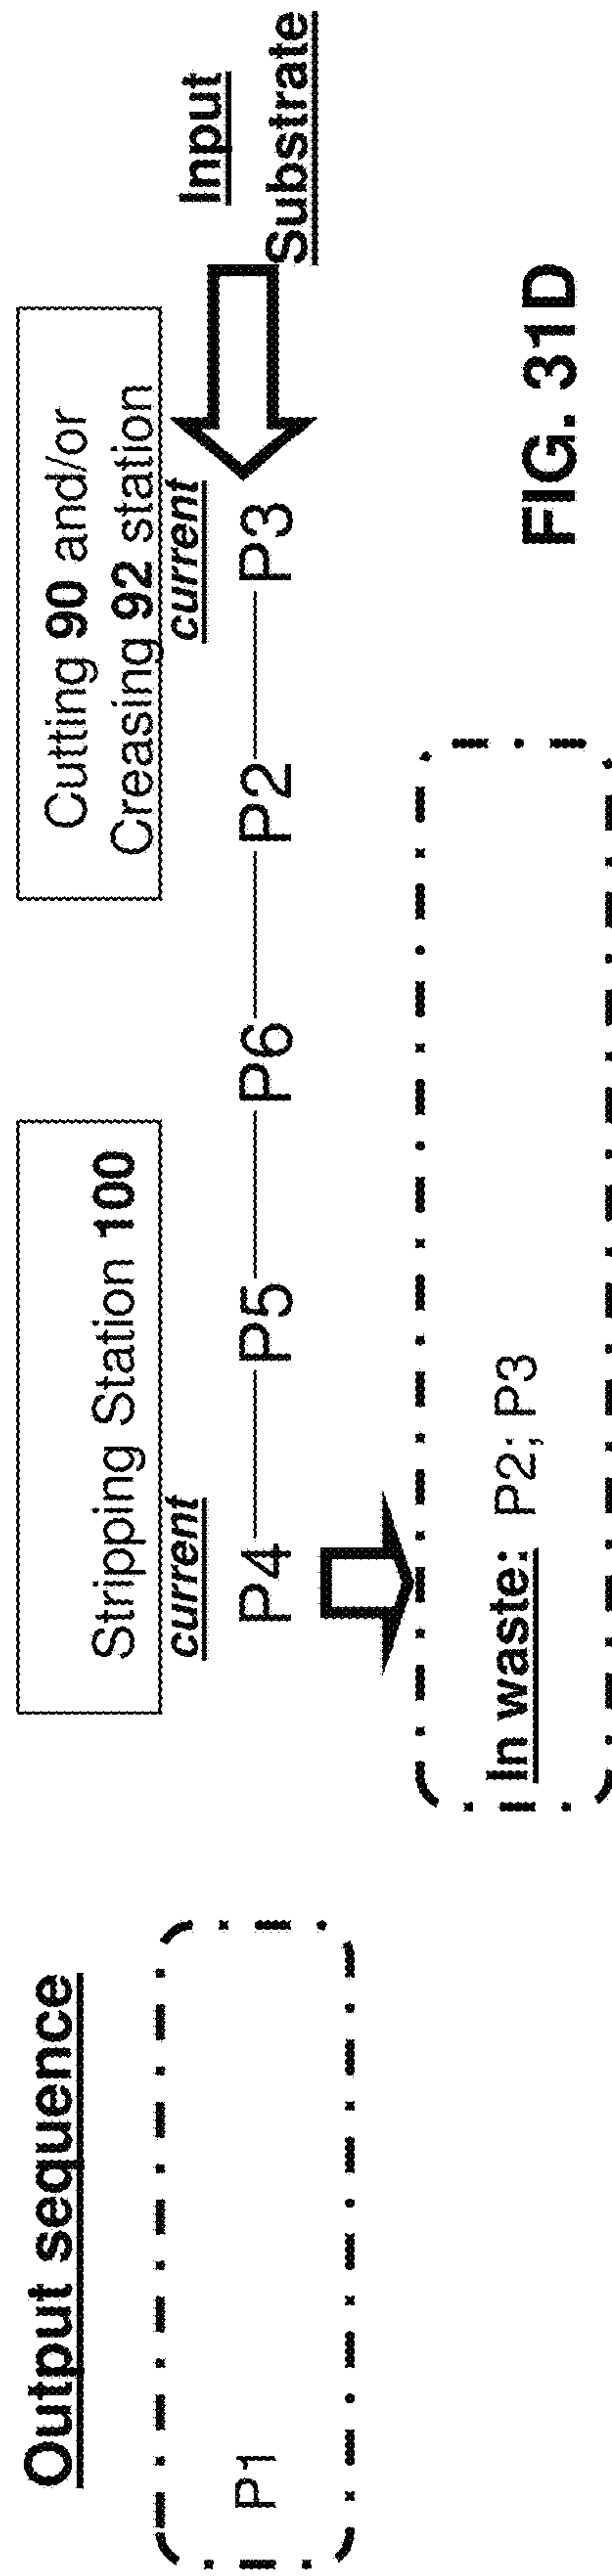 Output sequence
Stripping Station 100
Cutting 90 and/or
Creasing 92 station
current
current
Input
Substrate
P1
P4 P5 P6 P2 P3
In waste: P2; P3
FIG. 31D